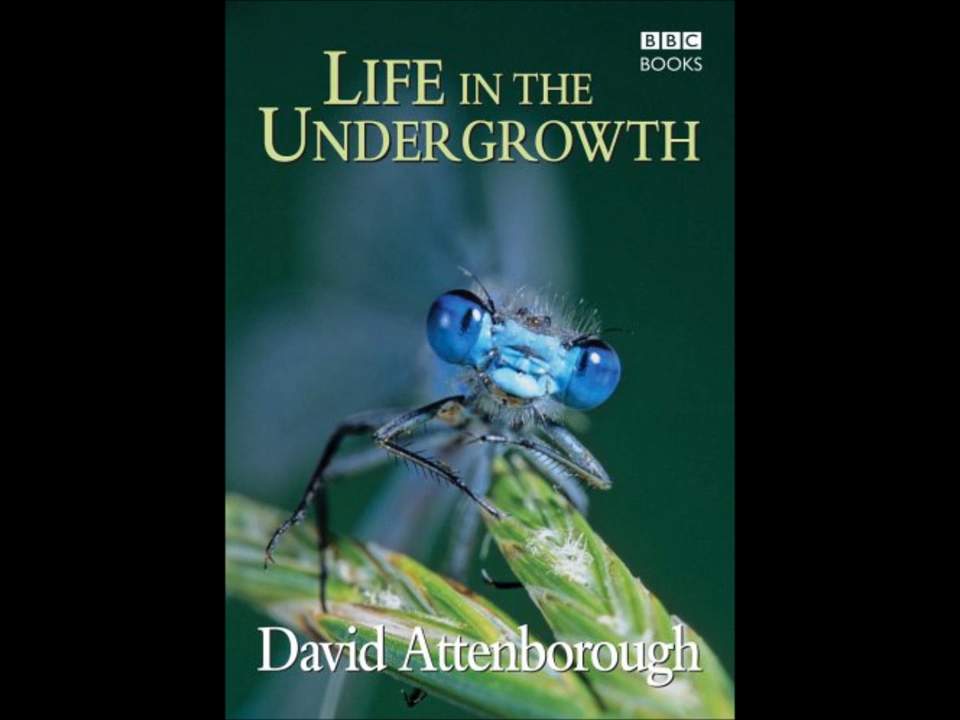 BBC
BOOKS
LIFE IN THE
UNDERGROWTH
David Attenborough